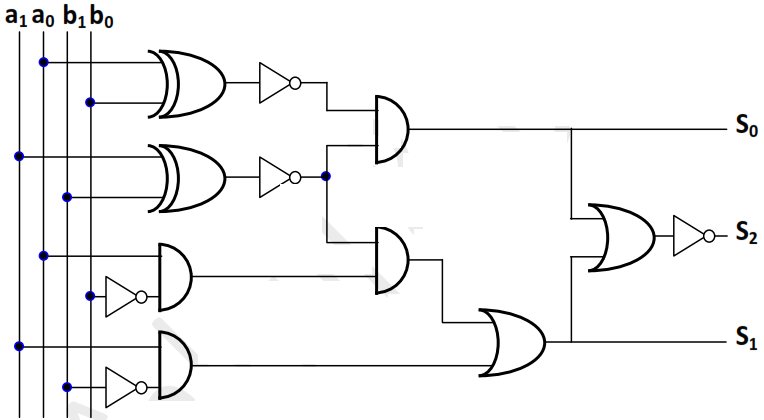 a₁ a₀ b₁ b₀
S₀
S₂
S₁